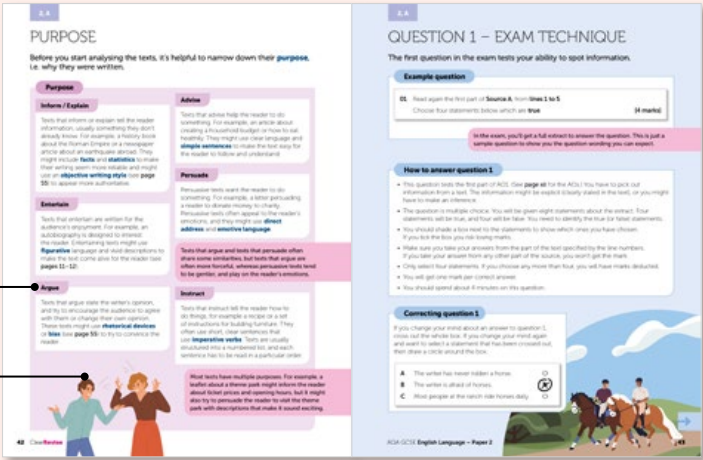 2, A
PURPOSE
Before you start analysing the texts, it's helpful to narrow down their purpose,
i.e. why they were written.
Purpose
Inform / Explain
Texts that inform or explain tell the reader
information, usually something they don't
already know. For example, a history book
about the Roman Empire or a newspaper
article about an earthquake abroad. They
might include facts and statistics to make
their writing seem more reliable and might
use an objective writing style (see page
55) to appear more authoritative.
Entertain
Texts that entertain are written for the
audience's enjoyment. For example, an
autobiography is designed to interest
the reader. Entertaining texts might use
figurative language and vivid descriptions to
make the text come alive for the reader (see
pages 11–12).
Argue
Texts that argue state the writer's opinion,
and try to encourage the audience to agree
with them or change their own opinion.
These texts might use rhetorical devices
or bias (see page 55) to try to convince the
reader.
Advise
Texts that advise help the reader to do
something. For example, an article about
creating a household budget or how to eat
healthily. They might use clear language and
simple sentences to make the text easy for
the reader to follow and understand.
Persuade
Persuasive texts want the reader to do
something. For example, a letter persuading
a reader to donate money to charity.
Persuasive texts often appeal to the reader's
emotions, and they might use direct
address and emotive language.
Texts that argue and texts that persuade often
share some similarities, but texts that argue are
often more forceful, whereas persuasive texts tend
to be gentler, and play on the reader's emotions.
Instruct
Texts that instruct tell the reader how to
do things, for example a recipe or a set
of instructions for building furniture. They
often use short, clear sentences that
use imperative verbs. Texts are usually
structured into a numbered list, and each
sentence has to be read in a particular order.
Most texts have multiple purposes. For example, a
leaflet about a theme park might inform the reader
about ticket prices and opening hours, but it might
also try to persuade the reader to visit the theme
park with descriptions that make it sound exciting.
42 ClearRevise
2, A
QUESTION 1 – EXAM TECHNIQUE
The first question in the exam tests your ability to spot information.
Example question
01. Read again the first part of Source A, from lines 1 to 5.
Choose four statements below which are true. [4 marks]
In the exam, you'll get a full extract to answer the question. This is just a
sample question to show you the question wording you can expect.
How to answer question 1
• This question tests the first part of AO1. (See page for the AOs.) You have to pick out
information from a text. The information might be explicit (clearly stated in the text), or you might
have to make an inference.
• The question is multiple choice. You will be given eight statements about the extract. Four
statements will be true, and four will be false. You need to identify the true (or false) statements.
• You should shade a box next to the statements to show which ones you have chosen.
If you tick the box you risk losing marks.
• Make sure you take your answers from the part of the text specified by the line numbers.
If you take your answer from any other part of the source, you won't get the mark.
• Only select four statements. If you choose any more than four, you will have marks deducted.
• You will get one mark per correct answer.
• You should spend about minutes on this question.
Correcting question 1
If you change your mind about an answer to question 1,
cross out the whole box. If you change your mind again
and want to select a statement that has been crossed out,
then draw a circle around the box.
A The writer has never ridden a horse.
B The writer is afraid of horses.
C Most people at the ranch ride horses daily.
AQA GCSE English Language – Paper 2 43